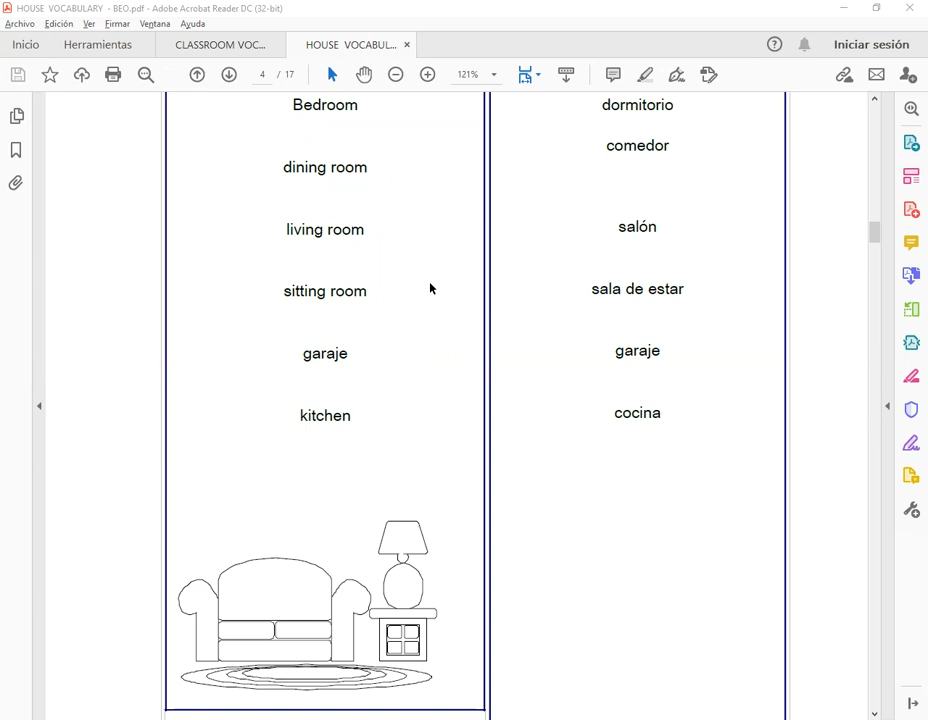 HOUSE VOCABULARY - BEO.pdf - Adobe Acrobat Reader DC (32-bit)
Archivo Edición Ver Firmar Ventana Ayuda
Inicio Herramientas CLASSROOM VOC... HOUSE VOCABUL... × Iniciar sesión
4 / 17 121%
Bedroom dormitorio
comedor
dining room
living room salón
sitting room sala de estar
garaje garaje
kitchen cocina